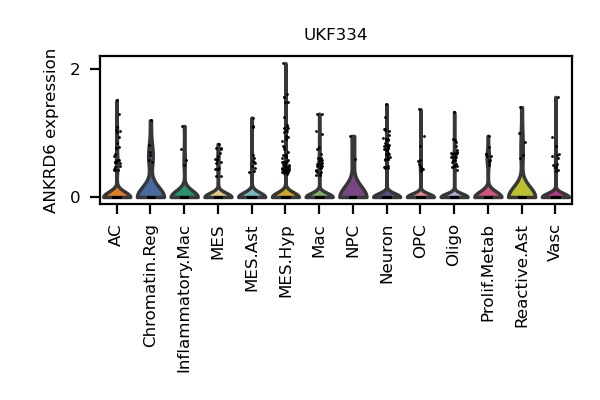 UKF334
ANKRD6 expression
2
0
AC
Chromatin.Reg
Inflammatory.Mac
MES
MES.Ast
MES.Hyp
Mac
NPC
Neuron
OPC
Oligo
Prolif.Metab
Reactive.Ast
Vasc